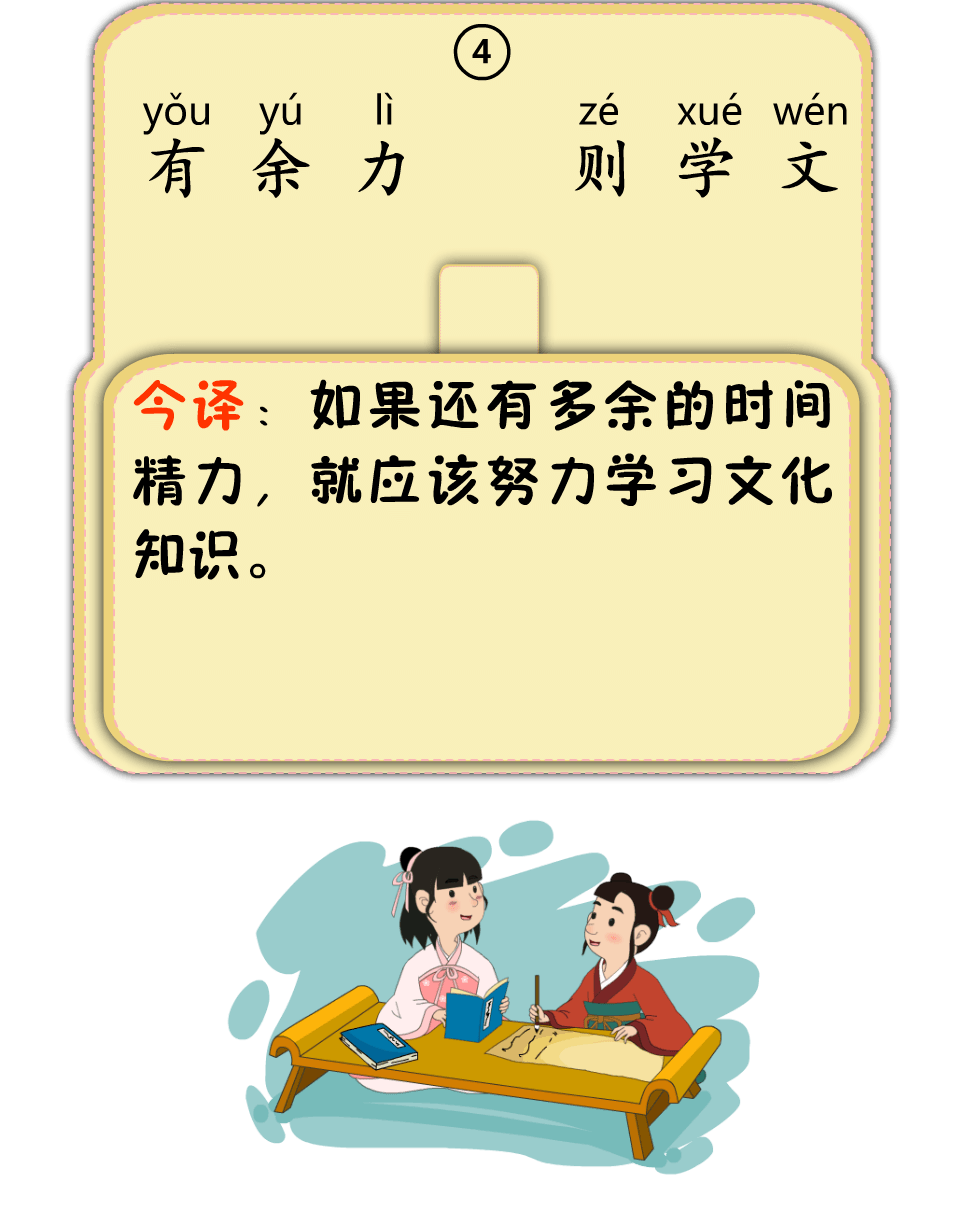 ④
yǒu yú lì zé xué wén
有余力 则学文
今译：如果还有多余的时间
精力，就应该努力学习文化
知识。